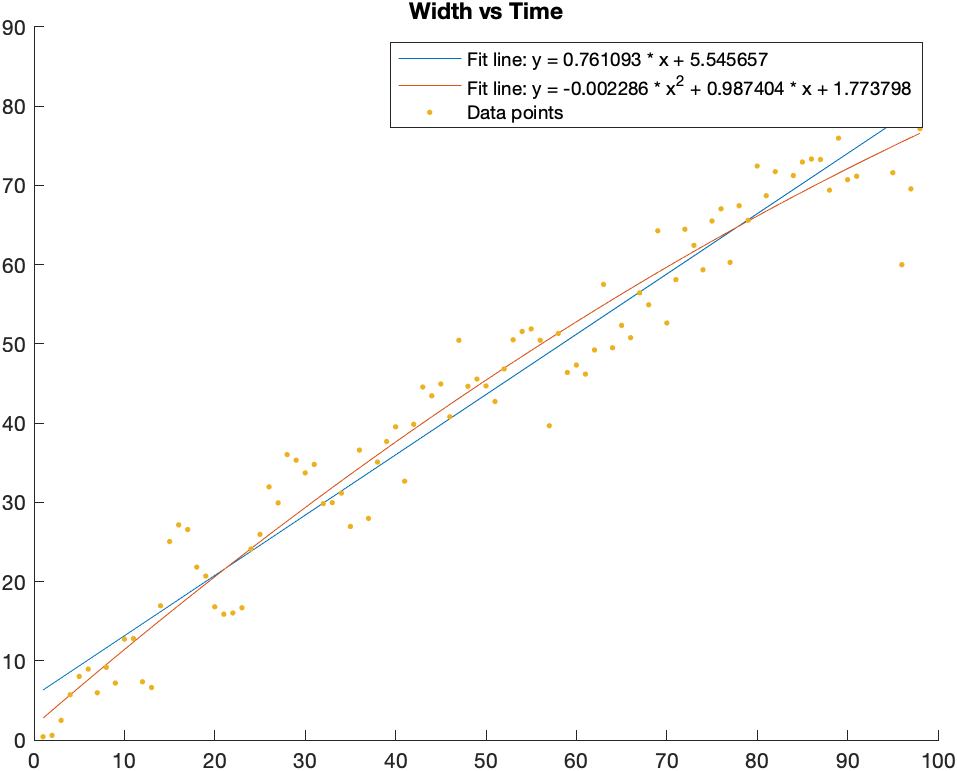 Width vs Time
90
80
70
60
50
40
30
20
10
0
Fit line: y = 0.761093 * x + 5.545657
Fit line: y = -0.002286 * x² + 0.987404 * x + 1.773798
Data points
0 10 20 30 40 50 60 70 80 90 100